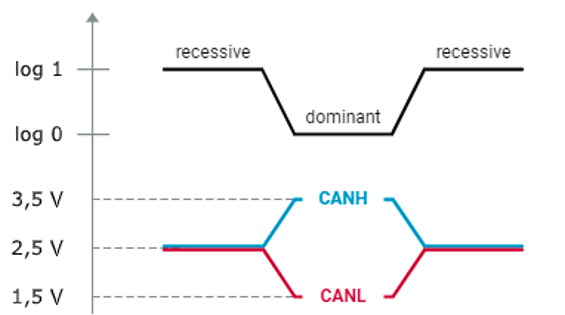 recessive
recessive
log 1
dominant
log 0
3,5 V
CANH
2,5 V
1,5 V
CANL